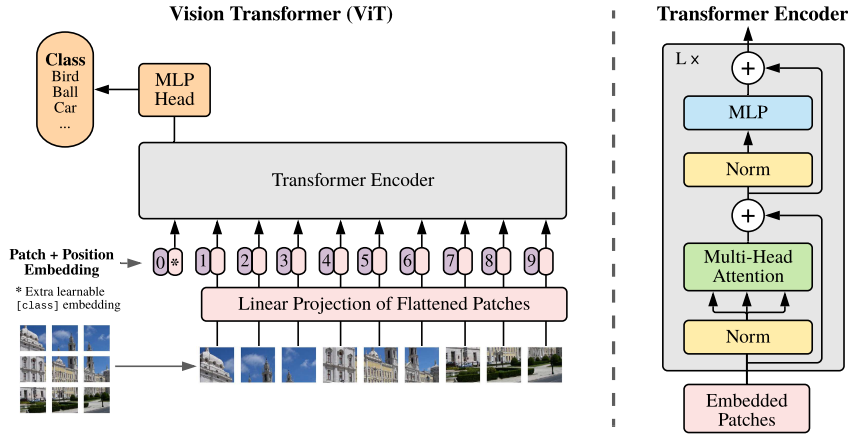 Vision Transformer (ViT)
Class
Bird
Ball
Car
...
MLP
Head
Transformer Encoder
Patch + Position
Embedding
0 * 1 2 3 4 5 6 7 8 9
* Extra learnable
[class] embedding
Linear Projection of Flattened Patches
Transformer Encoder
L ×
+
MLP
Norm
+
Multi-Head
Attention
Norm
Embedded
Patches